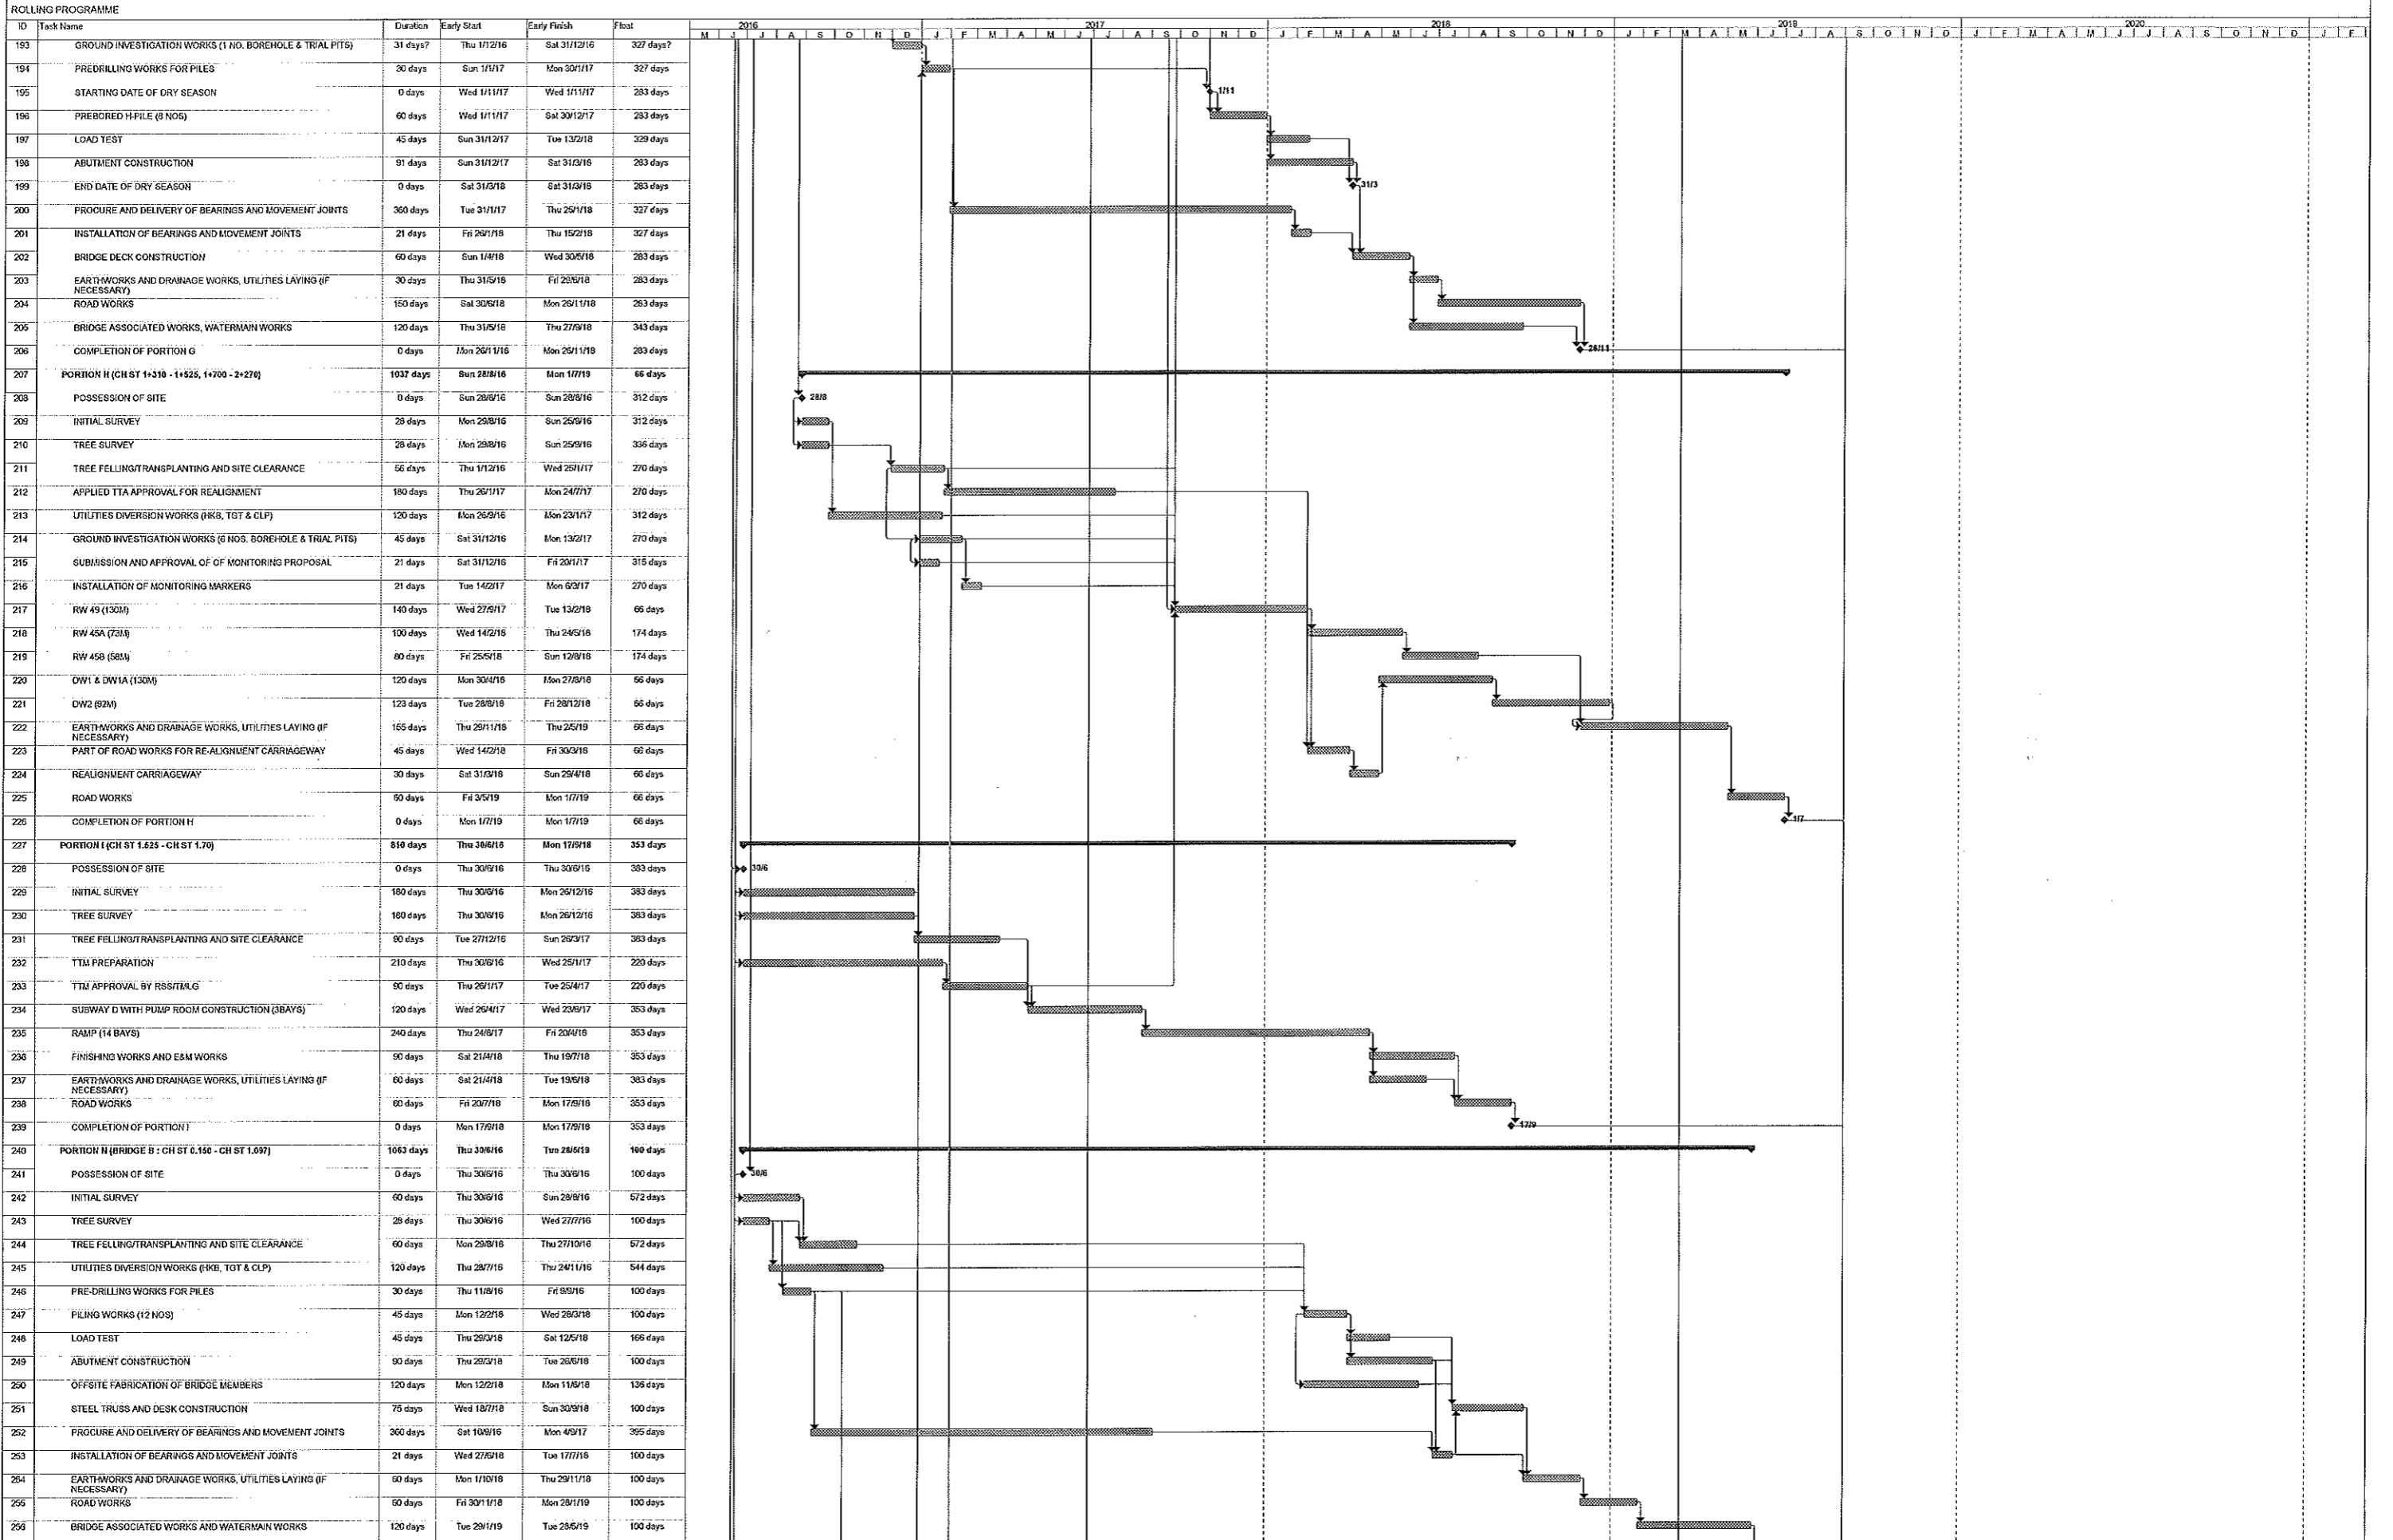 ROLLING PROGRAMME
ID Task Name Duration Early Start Early Finish Float 2016 2017 2018 2019 2020
M J J A S O N D J F M A M J J A S O N D J F M A M J J A S O N D J F M A M J J A S O N D J F M A M J J A S O N D J F
193 GROUND INVESTIGATION WORKS (1 NO. BOREHOLE & TRIAL PITS) 31 days? Thu 1/12/16 Sat 31/12/16 327 days?
194 PREDRILLING WORKS FOR PILES 30 days Sun 1/1/17 Mon 30/1/17 327 days
195 STARTING DATE OF DRY SEASON 0 days Wed 1/11/17 Wed 1/11/17 283 days 1/11
196 PREBORED H-PILE (8 NOS) 60 days Wed 1/11/17 Sat 30/12/17 283 days
197 LOAD TEST 45 days Sun 31/12/17 Tue 13/2/18 329 days
198 ABUTMENT CONSTRUCTION 91 days Sun 31/12/17 Sat 31/3/18 283 days
199 END DATE OF DRY SEASON 0 days Sat 31/3/18 Sat 31/3/18 283 days 31/3
200 PROCURE AND DELIVERY OF BEARINGS AND MOVEMENT JOINTS 360 days Tue 31/1/17 Thu 25/1/18 327 days
201 INSTALLATION OF BEARINGS AND MOVEMENT JOINTS 21 days Fri 26/1/18 Thu 15/2/18 327 days
202 BRIDGE DECK CONSTRUCTION 60 days Sun 1/4/18 Wed 30/5/18 283 days
203 EARTHWORKS AND DRAINAGE WORKS, UTILITIES LAYING (IF 30 days Thu 31/5/18 Fri 29/6/18 283 days
NECESSARY)
204 ROAD WORKS 150 days Sat 30/6/18 Mon 26/11/18 283 days
205 BRIDGE ASSOCIATED WORKS, WATERMAIN WORKS 120 days Thu 31/5/18 Thu 27/9/18 343 days
206 COMPLETION OF PORTION G 0 days Mon 26/11/18 Mon 26/11/18 283 days 26/11
207 PORTION H (CH ST 1+310 - 1+525, 1+700 - 2+270) 1037 days Sun 28/8/16 Mon 1/7/19 66 days
208 POSSESSION OF SITE 0 days Sun 28/8/16 Sun 28/8/16 312 days 28/8
209 INITIAL SURVEY 28 days Mon 29/8/16 Sun 25/9/16 312 days
210 TREE SURVEY 28 days Mon 29/8/16 Sun 25/9/16 336 days
211 TREE FELLING/TRANSPLANTING AND SITE CLEARANCE 56 days Thu 1/12/16 Wed 25/1/17 270 days
212 APPLIED TTA APPROVAL FOR REALIGNMENT 180 days Thu 26/1/17 Mon 24/7/17 270 days
213 UTILITIES DIVERSION WORKS (HKB, TGT & CLP) 120 days Mon 26/9/16 Mon 23/1/17 312 days
214 GROUND INVESTIGATION WORKS (6 NOS. BOREHOLE & TRIAL PITS) 45 days Sat 31/12/16 Mon 13/2/17 270 days
215 SUBMISSION AND APPROVAL OF OF MONITORING PROPOSAL 21 days Sat 31/12/16 Fri 20/1/17 315 days
216 INSTALLATION OF MONITORING MARKERS 21 days Tue 14/2/17 Mon 6/3/17 270 days
217 RW 49 (130M) 140 days Wed 27/9/17 Tue 13/2/18 66 days
218 RW 45A (73M) 100 days Wed 14/2/18 Thu 24/5/18 174 days
219 RW 45B (58M) 80 days Fri 25/5/18 Sun 12/8/18 174 days
220 DW1 & DW1A (130M) 120 days Mon 30/4/18 Mon 27/8/18 66 days
221 DW2 (92M) 123 days Tue 28/8/18 Fri 28/12/18 66 days
222 EARTHWORKS AND DRAINAGE WORKS, UTILITIES LAYING (IF 155 days Thu 29/11/18 Thu 2/5/19 66 days
NECESSARY)
223 PART OF ROAD WORKS FOR RE-ALIGNMENT CARRIAGEWAY 45 days Wed 14/2/18 Fri 30/3/18 66 days
224 REALIGNMENT CARRIAGEWAY 30 days Sat 31/3/18 Sun 29/4/18 66 days
225 ROAD WORKS 60 days Fri 3/5/19 Mon 1/7/19 66 days
226 COMPLETION OF PORTION H 0 days Mon 1/7/19 Mon 1/7/19 66 days 1/7
227 PORTION I (CH ST 1.525 - CH ST 1.70) 810 days Thu 30/6/16 Mon 17/9/18 353 days
228 POSSESSION OF SITE 0 days Thu 30/6/16 Thu 30/6/16 383 days 30/6
229 INITIAL SURVEY 180 days Thu 30/6/16 Mon 26/12/16 383 days
230 TREE SURVEY 180 days Thu 30/6/16 Mon 26/12/16 383 days
231 TREE FELLING/TRANSPLANTING AND SITE CLEARANCE 90 days Tue 27/12/16 Sun 26/3/17 383 days
232 TTM PREPARATION 210 days Thu 30/6/16 Wed 25/1/17 220 days
233 TTM APPROVAL BY RSS/TMLG 90 days Thu 26/1/17 Tue 25/4/17 220 days
234 SUBWAY D WITH PUMP ROOM CONSTRUCTION (3BAYS) 120 days Wed 26/4/17 Wed 23/8/17 353 days
235 RAMP (14 BAYS) 240 days Thu 24/8/17 Fri 20/4/18 353 days
236 FINISHING WORKS AND E&M WORKS 90 days Sat 21/4/18 Thu 19/7/18 353 days
237 EARTHWORKS AND DRAINAGE WORKS, UTILITIES LAYING (IF 60 days Sat 21/4/18 Tue 19/6/18 383 days
NECESSARY)
238 ROAD WORKS 60 days Fri 20/7/18 Mon 17/9/18 353 days
239 COMPLETION OF PORTION I 0 days Mon 17/9/18 Mon 17/9/18 353 days 17/9
240 PORTION N (BRIDGE B : CH ST 0.150 - CH ST 1.097) 1063 days Thu 30/6/16 Tue 28/5/19 100 days
241 POSSESSION OF SITE 0 days Thu 30/6/16 Thu 30/6/16 100 days 30/6
242 INITIAL SURVEY 60 days Thu 30/6/16 Sun 28/8/16 572 days
243 TREE SURVEY 28 days Thu 30/6/16 Wed 27/7/16 100 days
244 TREE FELLING/TRANSPLANTING AND SITE CLEARANCE 60 days Mon 29/8/16 Thu 27/10/16 572 days
245 UTILITIES DIVERSION WORKS (HKB, TGT & CLP) 120 days Thu 28/7/16 Thu 24/11/16 544 days
246 PRE-DRILLING WORKS FOR PILES 30 days Thu 11/8/16 Fri 9/9/16 100 days
247 PILING WORKS (12 NOS) 45 days Mon 12/2/18 Wed 28/3/18 100 days
248 LOAD TEST 45 days Thu 29/3/18 Sat 12/5/18 166 days
249 ABUTMENT CONSTRUCTION 90 days Thu 29/3/18 Tue 26/6/18 100 days
250 OFFSITE FABRICATION OF BRIDGE MEMBERS 120 days Mon 12/2/18 Mon 11/6/18 136 days
251 STEEL TRUSS AND DESK CONSTRUCTION 75 days Wed 18/7/18 Sun 30/9/18 100 days
252 PROCURE AND DELIVERY OF BEARINGS AND MOVEMENT JOINTS 360 days Sat 10/9/16 Mon 4/9/17 395 days
253 INSTALLATION OF BEARINGS AND MOVEMENT JOINTS 21 days Wed 27/6/18 Tue 17/7/18 100 days
254 EARTHWORKS AND DRAINAGE WORKS, UTILITIES LAYING (IF 60 days Mon 1/10/18 Thu 29/11/18 100 days
NECESSARY)
255 ROAD WORKS 60 days Fri 30/11/18 Mon 28/1/19 100 days
256 BRIDGE ASSOCIATED WORKS AND WATERMAIN WORKS 120 days Tue 29/1/19 Tue 28/5/19 100 days